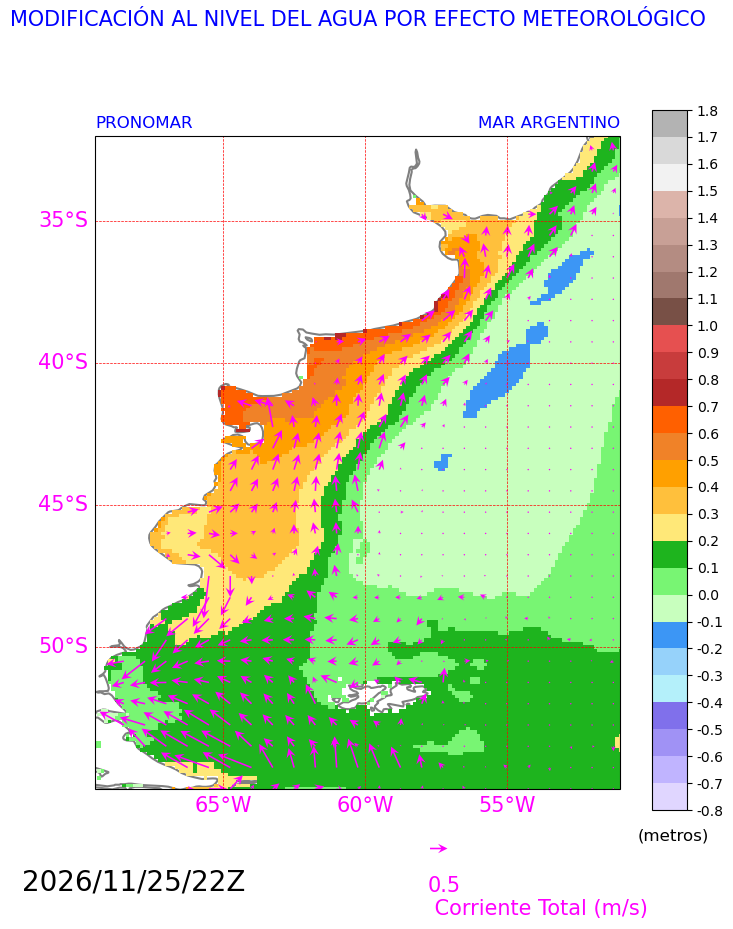 MODIFICACIÓN AL NIVEL DEL AGUA POR EFECTO METEOROLÓGICO
PRONOMAR
MAR ARGENTINO
35°S
40°S
45°S
50°S
65°W
60°W
55°W
1.8
1.7
1.6
1.5
1.4
1.3
1.2
1.1
1.0
0.9
0.8
0.7
0.6
0.5
0.4
0.3
0.2
0.1
0.0
-0.1
-0.2
-0.3
-0.4
-0.5
-0.6
-0.7
-0.8
(metros)
2026/11/25/22Z
0.5
Corriente Total (m/s)